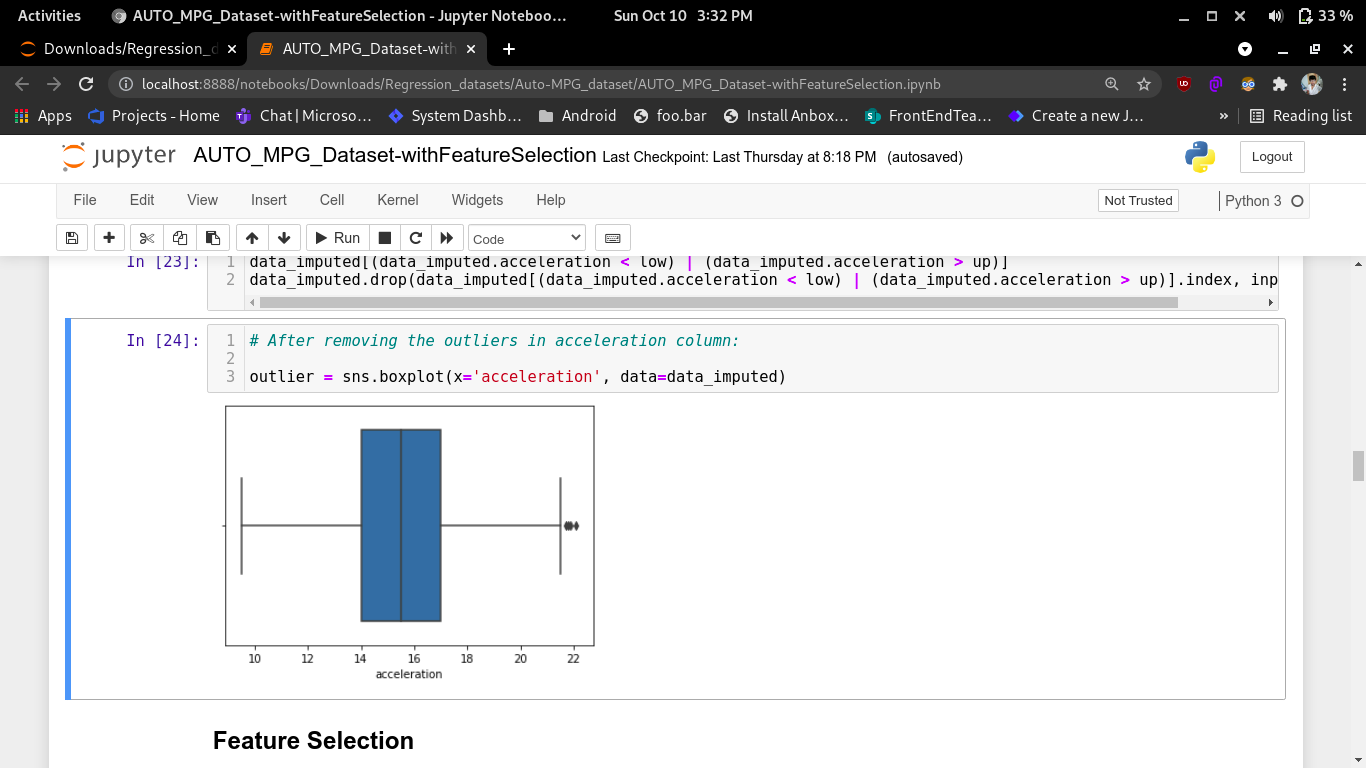 Activities
AUTO_MPG_Dataset-withFeatureSelection - Jupyter Noteboo…
Sun Oct 10 3:32 PM
33 %
Downloads/Regression_d
AUTO_MPG_Dataset-with
localhost:8888/notebooks/Downloads/Regression_datasets/Auto-MPG_dataset/AUTO_MPG_Dataset-withFeatureSelection.ipynb
Apps
Projects - Home
Chat | Microso…
System Dashb…
Android
foo.bar
Install Anbox…
FrontEndTea…
Create a new J…
»
Reading list
jupyter AUTO_MPG_Dataset-withFeatureSelection Last Checkpoint: Last Thursday at 8:18 PM (autosaved)
Logout
File Edit View Insert Cell Kernel Widgets Help
Not Trusted
Python 3
Run
Code
In [23]:
1 data_imputed[(data_imputed.acceleration < low) | (data_imputed.acceleration > up)]
2 data_imputed.drop(data_imputed[(data_imputed.acceleration < low) | (data_imputed.acceleration > up)].index, inp
In [24]:
1 # After removing the outliers in acceleration column:
2
3 outlier = sns.boxplot(x='acceleration', data=data_imputed)
10 12 14 16 18 20 22
acceleration
Feature Selection